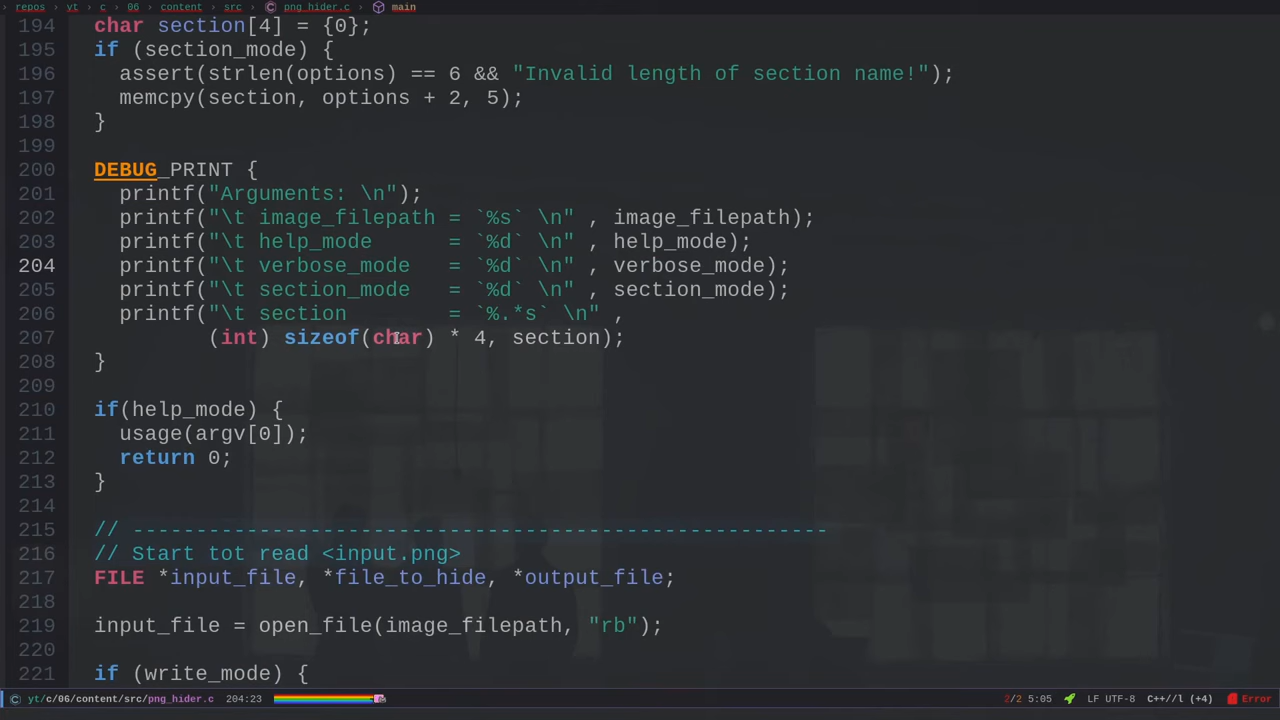 repos > yt > c > 06 > content > src > png_hider.c > main
194 char section[4] = {0};
195 if (section_mode) {
196 assert(strlen(options) == 6 && "Invalid length of section name!");
197 memcpy(section, options + 2, 5);
198 }
199
200 DEBUG_PRINT {
201 printf("Arguments: \n");
202 printf("\t image_filepath = `%s` \n" , image_filepath);
203 printf("\t help_mode      = `%d` \n" , help_mode);
204 printf("\t verbose_mode   = `%d` \n" , verbose_mode);
205 printf("\t section_mode   = `%d` \n" , section_mode);
206 printf("\t section        = `%.*s` \n" ,
207 (int) sizeof(char) * 4, section);
208 }
209
210 if(help_mode) {
211 usage(argv[0]);
212 return 0;
213 }
214
215 // -------------------------------------------------------
216 // Start tot read <input.png>
217 FILE *input_file, *file_to_hide, *output_file;
218
219 input_file = open_file(image_filepath, "rb");
220
221 if (write_mode) {
yt/c/06/content/src/png_hider.c 204:23 2/2 5:05 LF UTF-8 C++//l (+4) Error